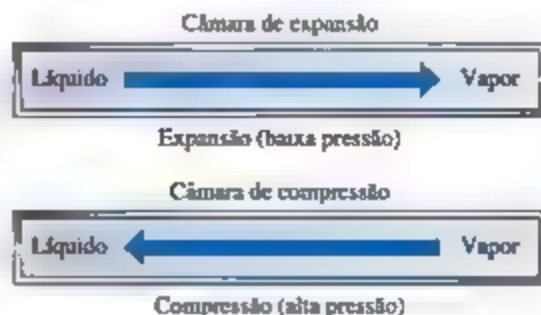 Câmara de expansão
Líquido Vapor
Expansão (baixa pressão)
Câmara de compressão
Líquido Vapor
Compressão (alta pressão)